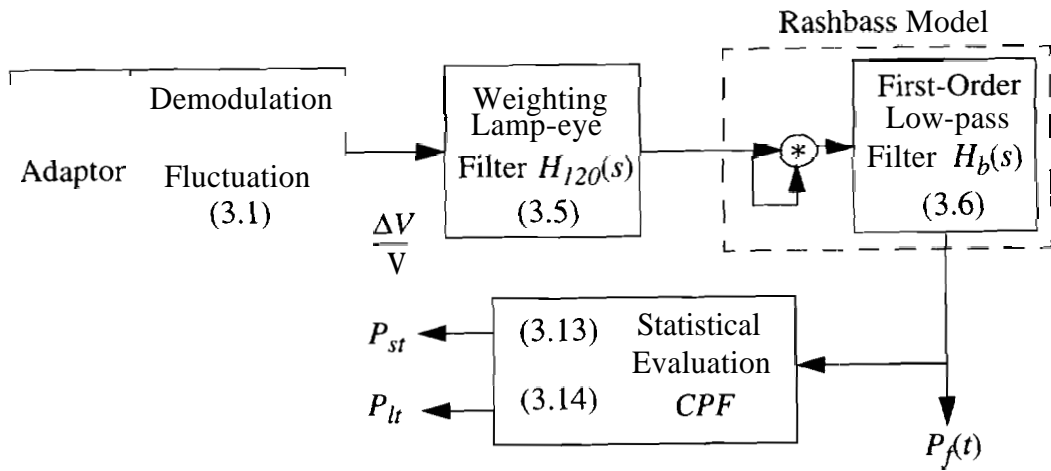 Rashbass Model
Adaptor
Demodulation
Fluctuation
(3.1)
ΔV
V
Weighting
Lamp-eye
Filter H120(s)
(3.5)
*
First-Order
Low-pass
Filter Hb(s)
(3.6)
Pst
Plt
(3.13)
(3.14)
Statistical
Evaluation
CPF
Pf(t)